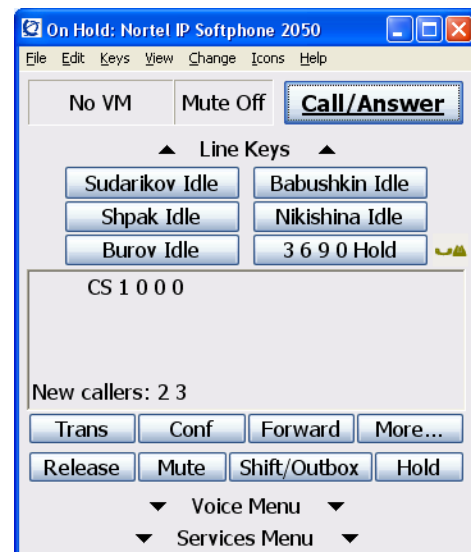 On Hold: Nortel IP Softphone 2050
File Edit Keys View Change Icons Help
No VM Mute Off Call/Answer
Line Keys
Sudarikov Idle Babushkin Idle
Shpak Idle Nikishina Idle
Burov Idle 3 6 9 0 Hold
CS 1 0 0 0
New callers: 2 3
Trans Conf Forward More...
Release Mute Shift/Outbox Hold
Voice Menu
Services Menu